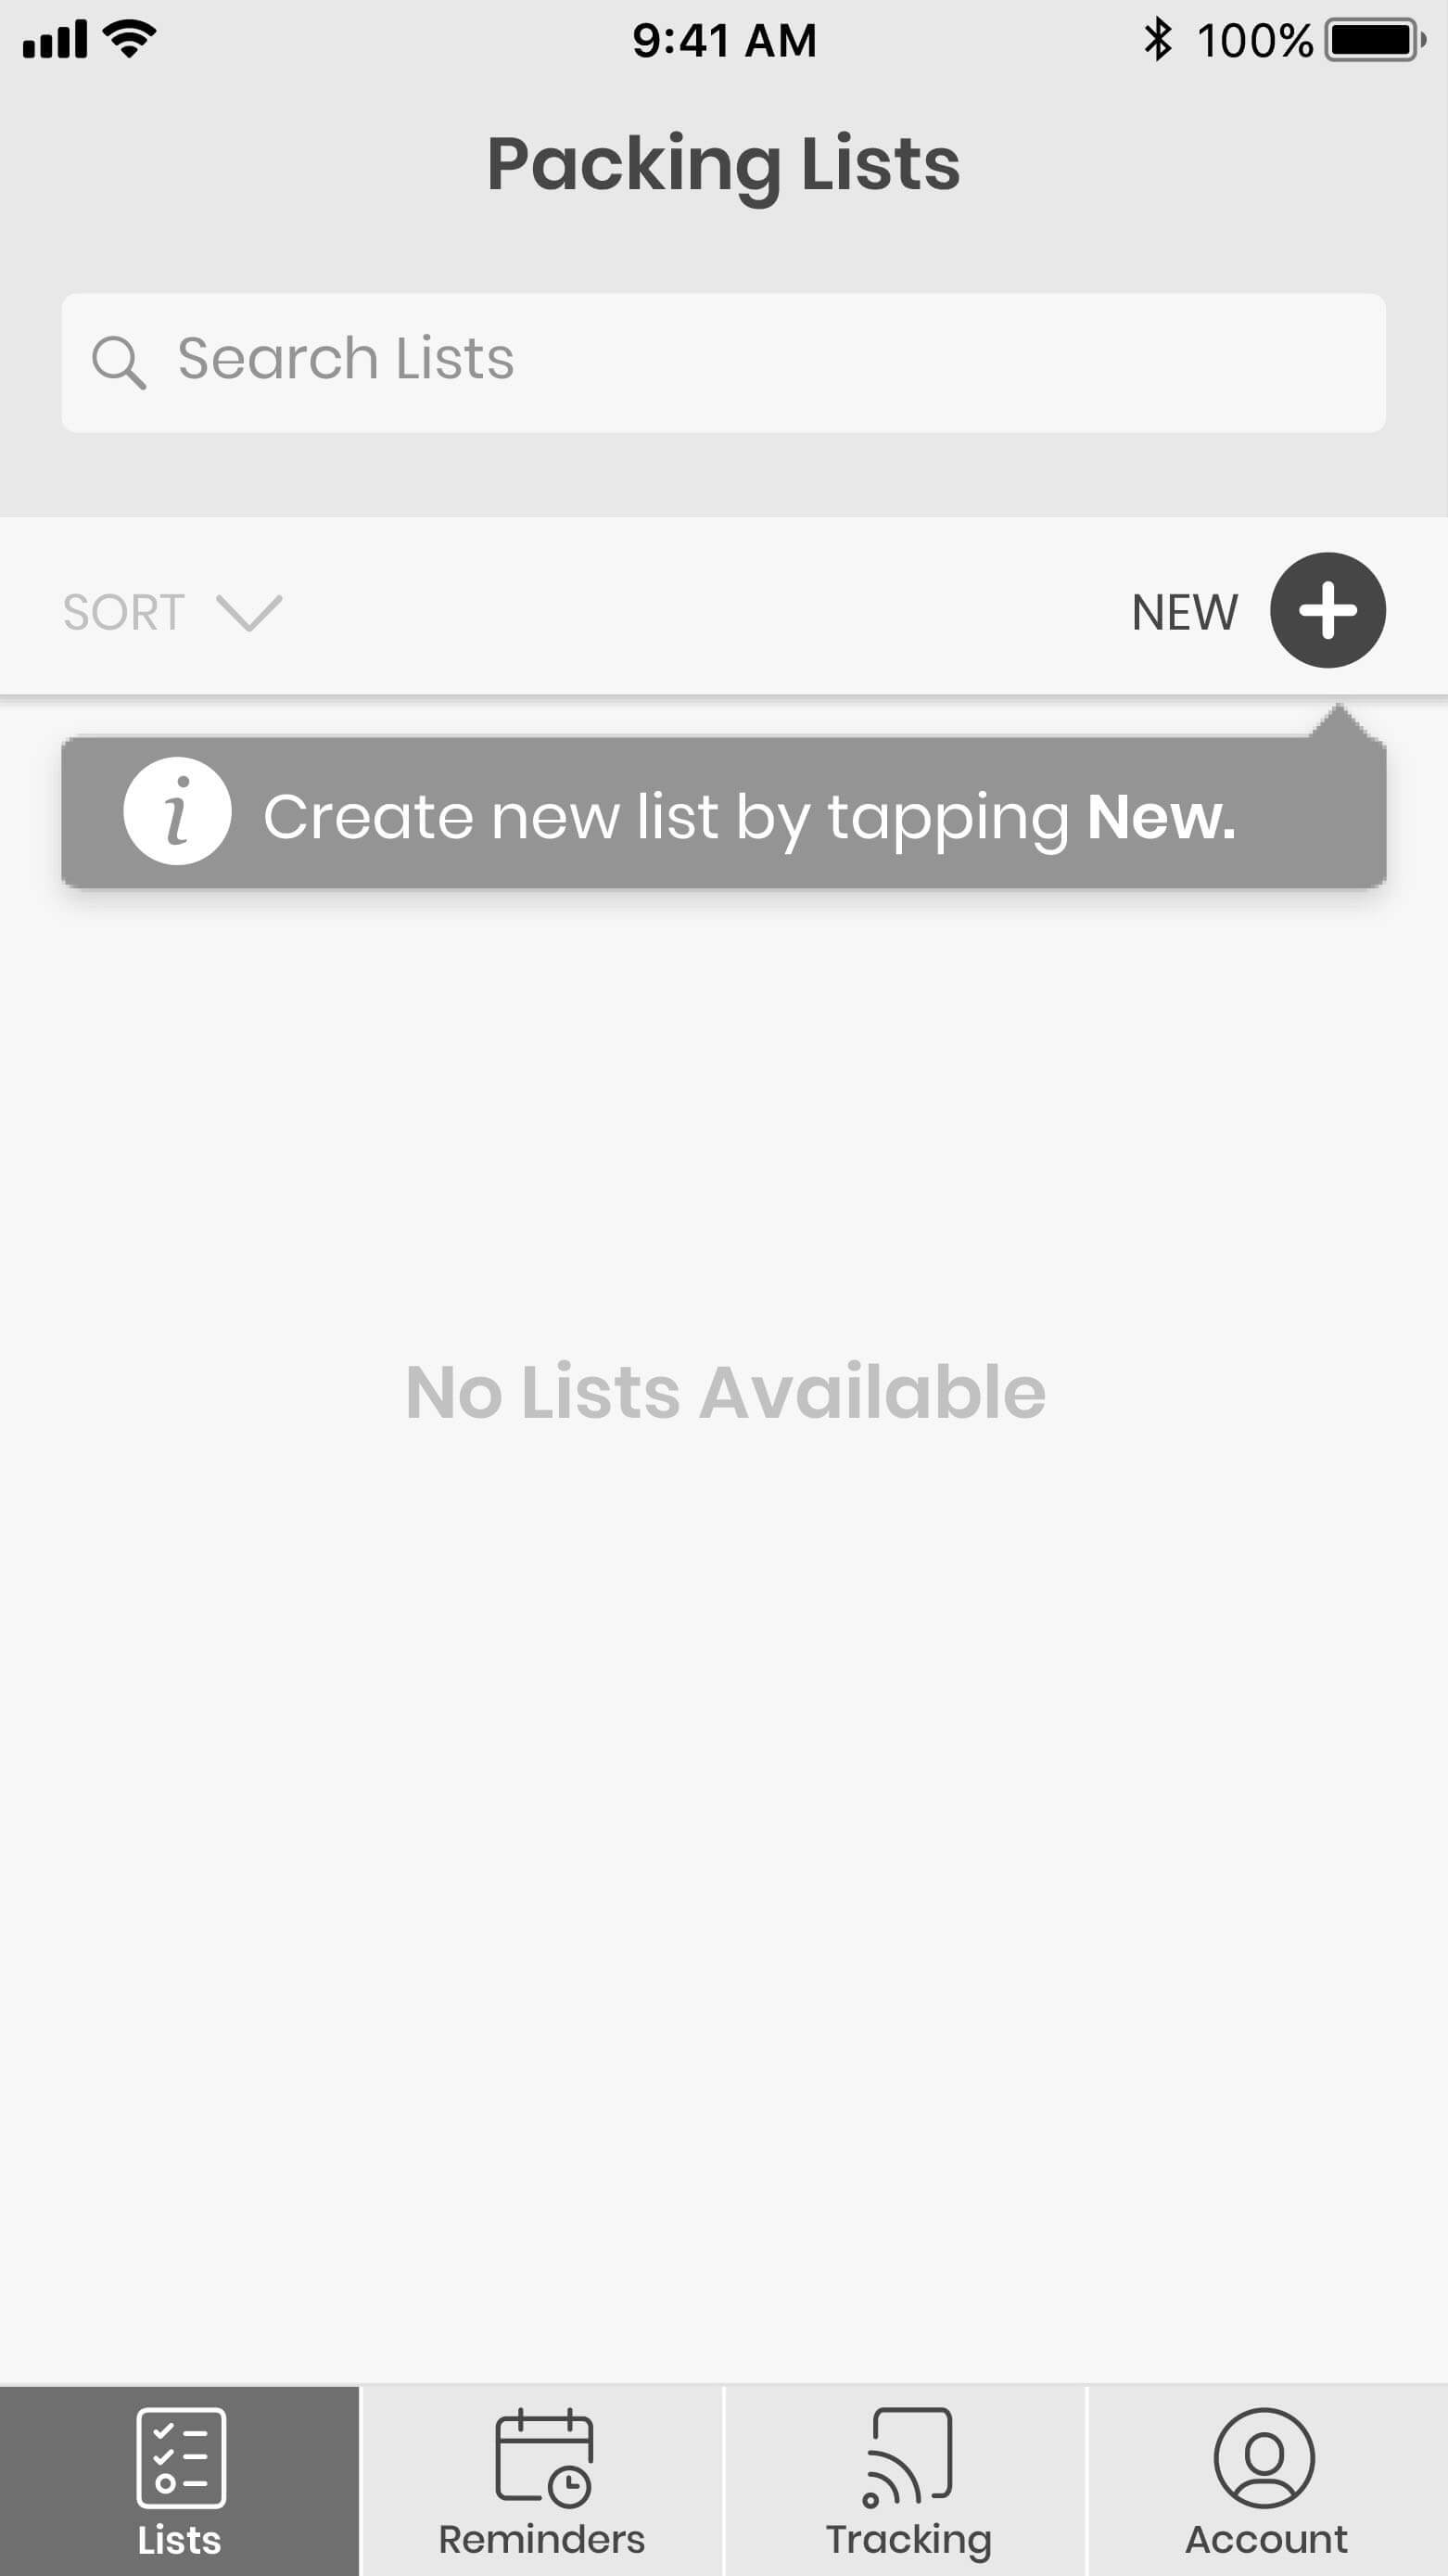 9:41 AM
100%
Packing Lists
Search Lists
SORT
NEW
Create new list by tapping New.
No Lists Available
Lists
Reminders
Tracking
Account